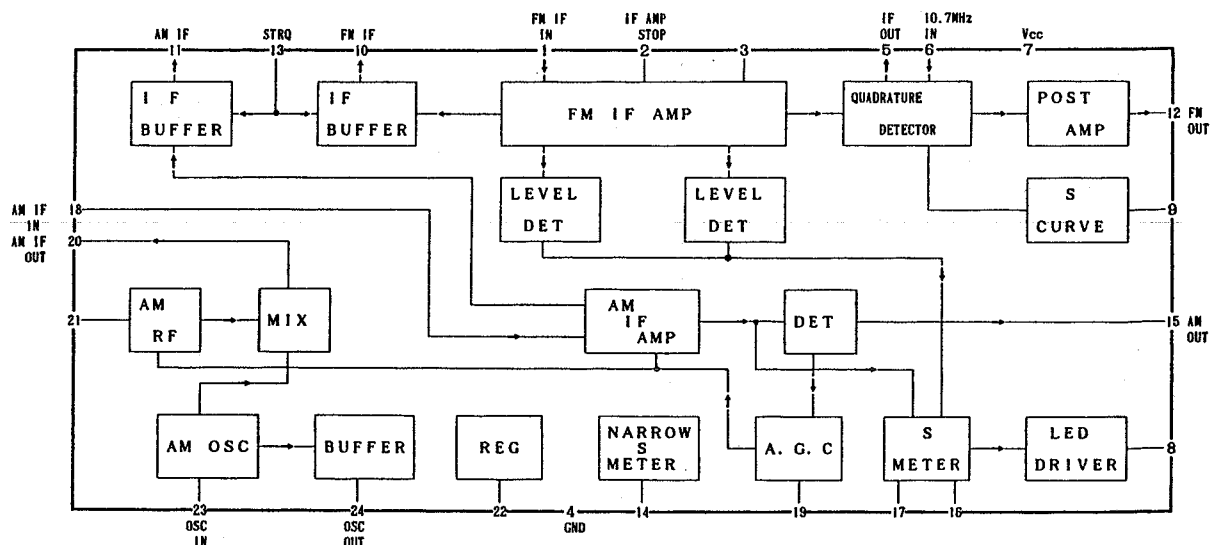 AM IF
11
STRQ
13
FM IF
10
FM IF
IN
1
IF AMP
STOP
2
3
IF
OUT
5
10.7MHz
IN
6
Vcc
7
I F
BUFFER
IF
BUFFER
FM IF AMP
QUADRATURE
DETECTOR
POST
AMP
12 FM
OUT
LEVEL
DET
LEVEL
DET
S
CURVE
9
AM IF
IN
18
AM IF
OUT
20
21
AM
RF
MIX
AM
IF
AMP
DET
15 AM
OUT
AM OSC
BUFFER
REG
NARROW
S
METER
A.G.C
S
METER
LED
DRIVER
8
23
OSC
IN
24
OSC
OUT
22
4
GND
14
19
17
16